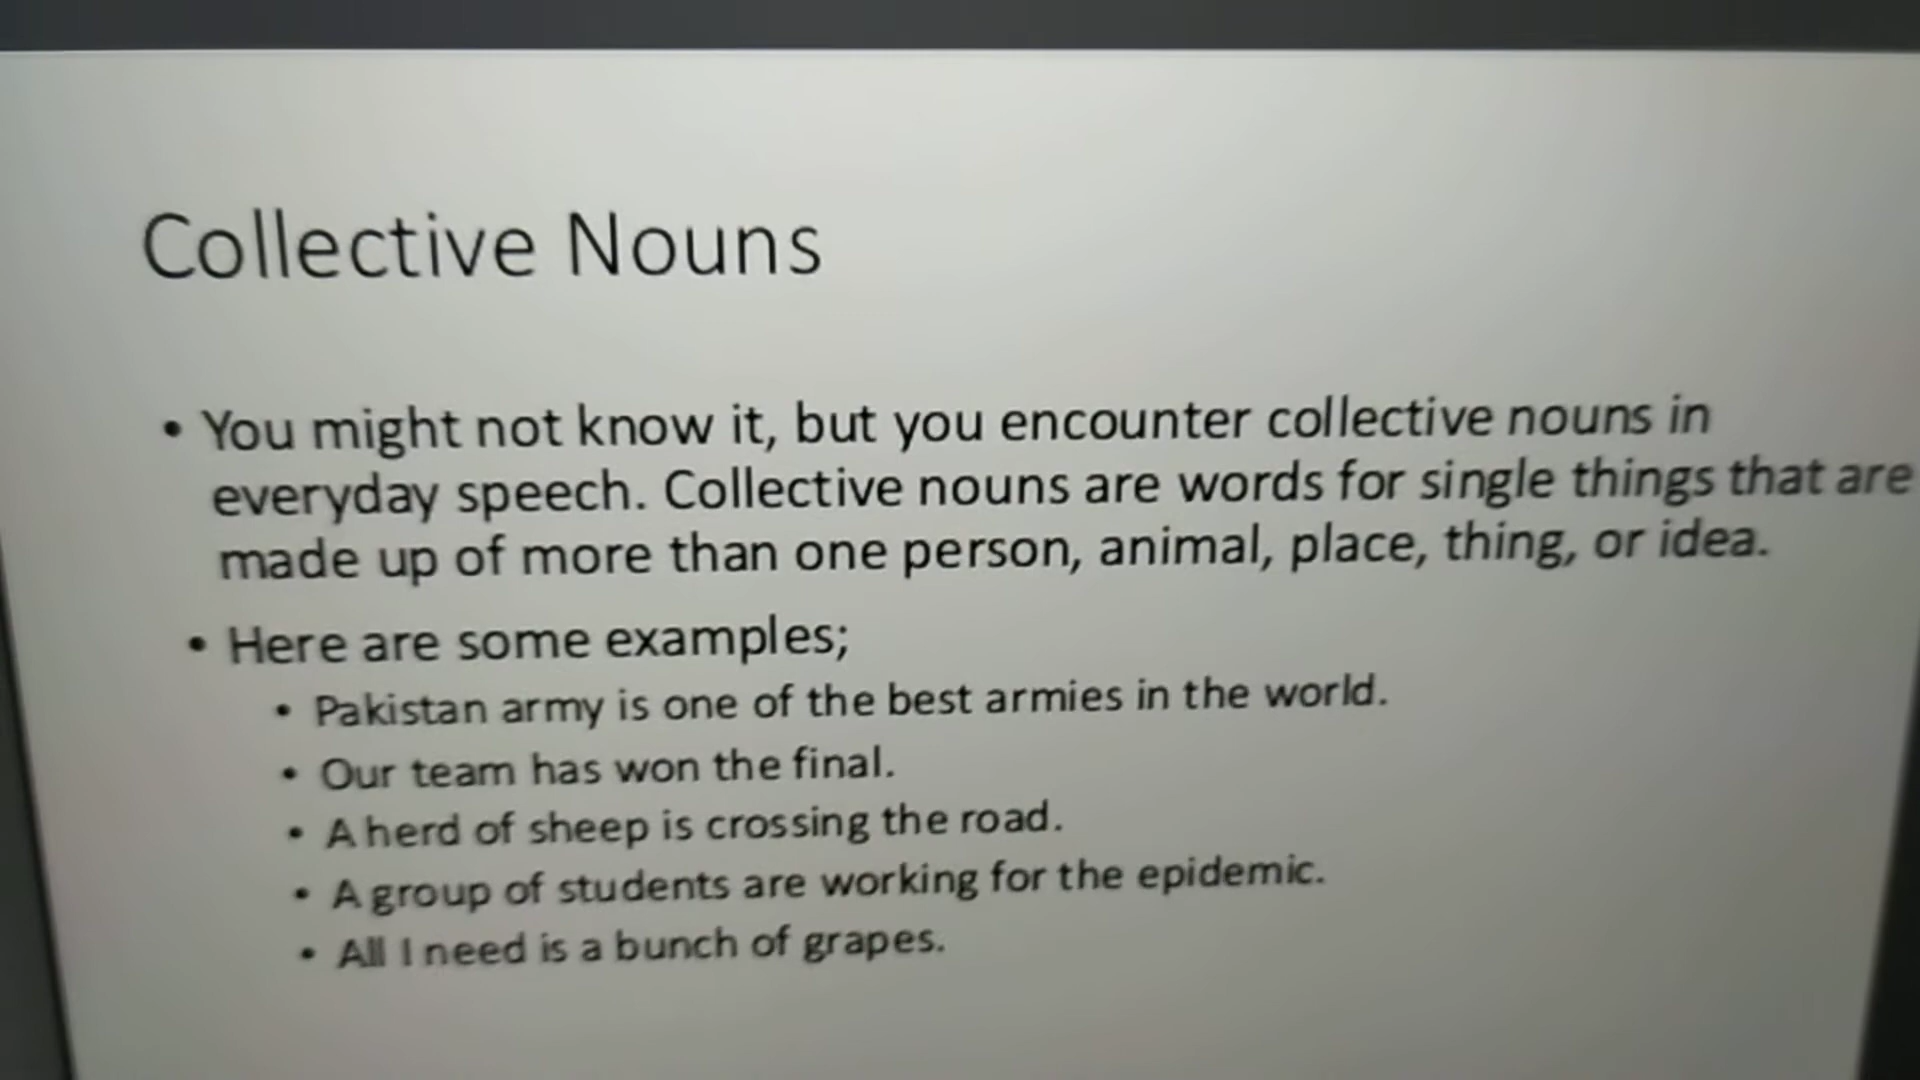 Collective Nouns
• You might not know it, but you encounter collective nouns in
everyday speech. Collective nouns are words for single things that are
made up of more than one person, animal, place, thing, or idea.
• Here are some examples;
• Pakistan army is one of the best armies in the world.
• Our team has won the final.
• A herd of sheep is crossing the road.
• A group of students are working for the epidemic.
• All I need is a bunch of grapes.